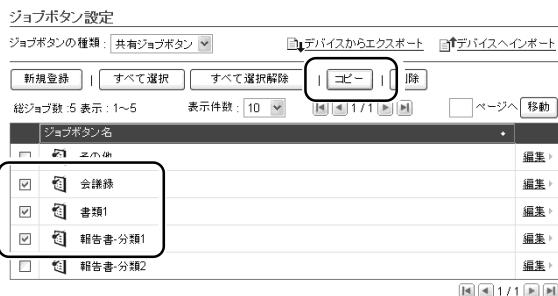 ジョブボタン設定
ジョブボタンの種類 : 共有ジョブボタン デバイスからエクスポート デバイスへインポート
新規登録 | すべて選択 すべて選択解除 | コピー | 削除
総ジョブ数 :5 表示 : 1~5 表示件数 : 10 1 / 1 ページへ 移動
ジョブボタン名
その他 編集
会議録 編集
書類1 編集
報告書-分類1 編集
報告書-分類2 編集
1 / 1